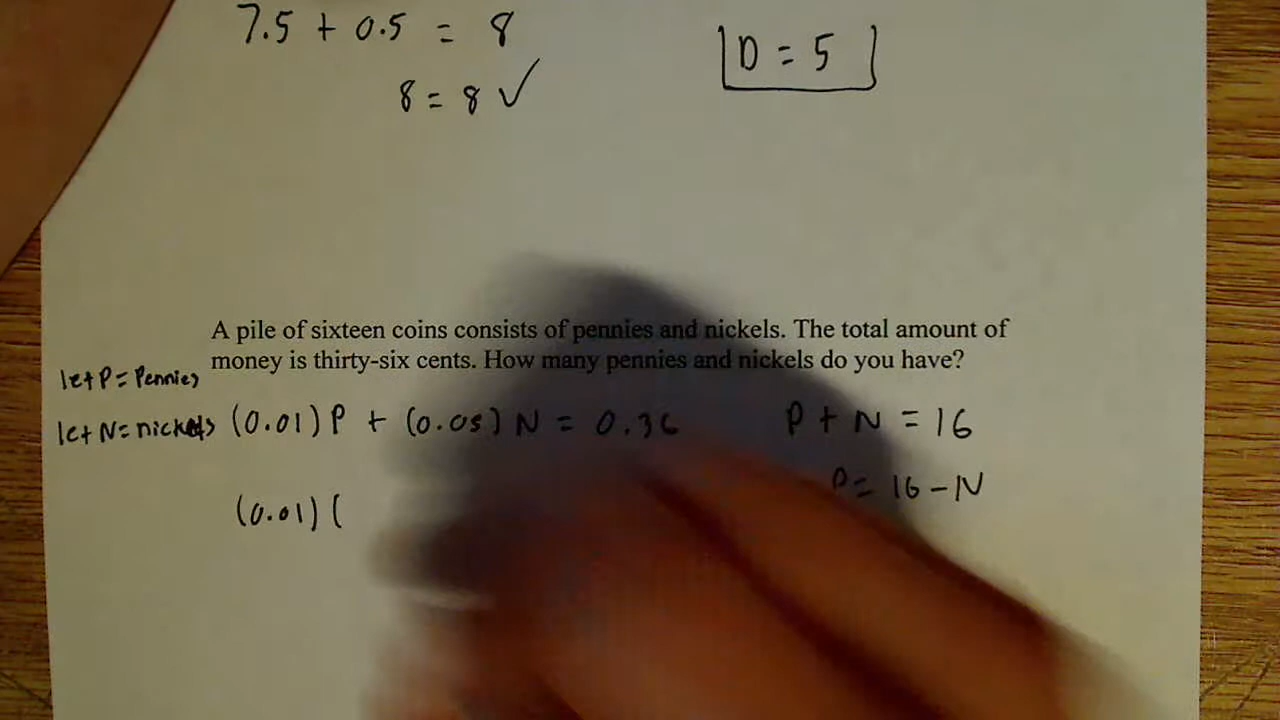 7.5 + 0.5 = 8
8 = 8 ✓
D = 5
A pile of sixteen coins consists of pennies and nickels. The total amount of
money is thirty-six cents. How many pennies and nickels do you have?
let P = Pennies
let N = nickels
(0.01) P + (0.05) N = 0.36
P + N = 16
P = 16 - N
(0.01) (